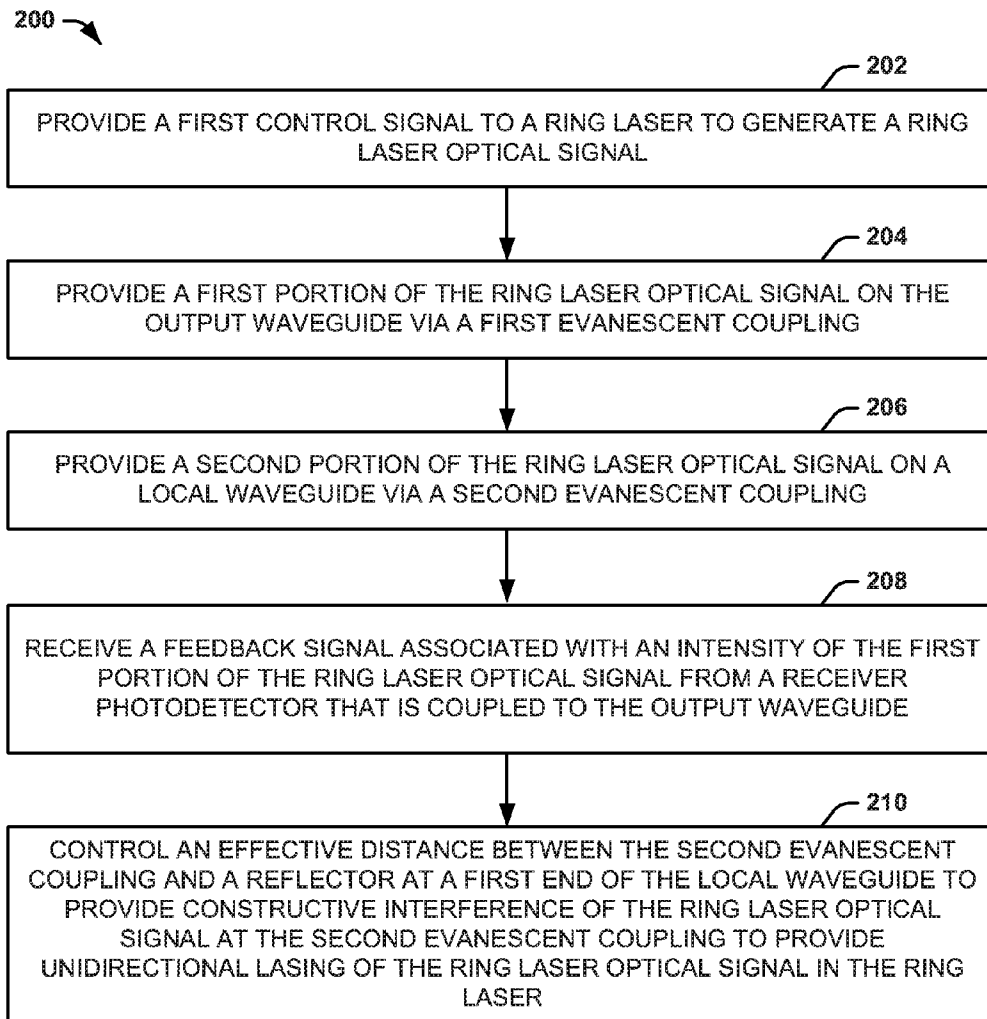 200
202
PROVIDE A FIRST CONTROL SIGNAL TO A RING LASER TO GENERATE A RING
LASER OPTICAL SIGNAL
204
PROVIDE A FIRST PORTION OF THE RING LASER OPTICAL SIGNAL ON THE
OUTPUT WAVEGUIDE VIA A FIRST EVANESCENT COUPLING
206
PROVIDE A SECOND PORTION OF THE RING LASER OPTICAL SIGNAL ON A
LOCAL WAVEGUIDE VIA A SECOND EVANESCENT COUPLING
208
RECEIVE A FEEDBACK SIGNAL ASSOCIATED WITH AN INTENSITY OF THE FIRST
PORTION OF THE RING LASER OPTICAL SIGNAL FROM A RECEIVER
PHOTODETECTOR THAT IS COUPLED TO THE OUTPUT WAVEGUIDE
210
CONTROL AN EFFECTIVE DISTANCE BETWEEN THE SECOND EVANESCENT
COUPLING AND A REFLECTOR AT A FIRST END OF THE LOCAL WAVEGUIDE TO
PROVIDE CONSTRUCTIVE INTERFERENCE OF THE RING LASER OPTICAL
SIGNAL AT THE SECOND EVANESCENT COUPLING TO PROVIDE
UNIDIRECTIONAL LASING OF THE RING LASER OPTICAL SIGNAL IN THE RING
LASER